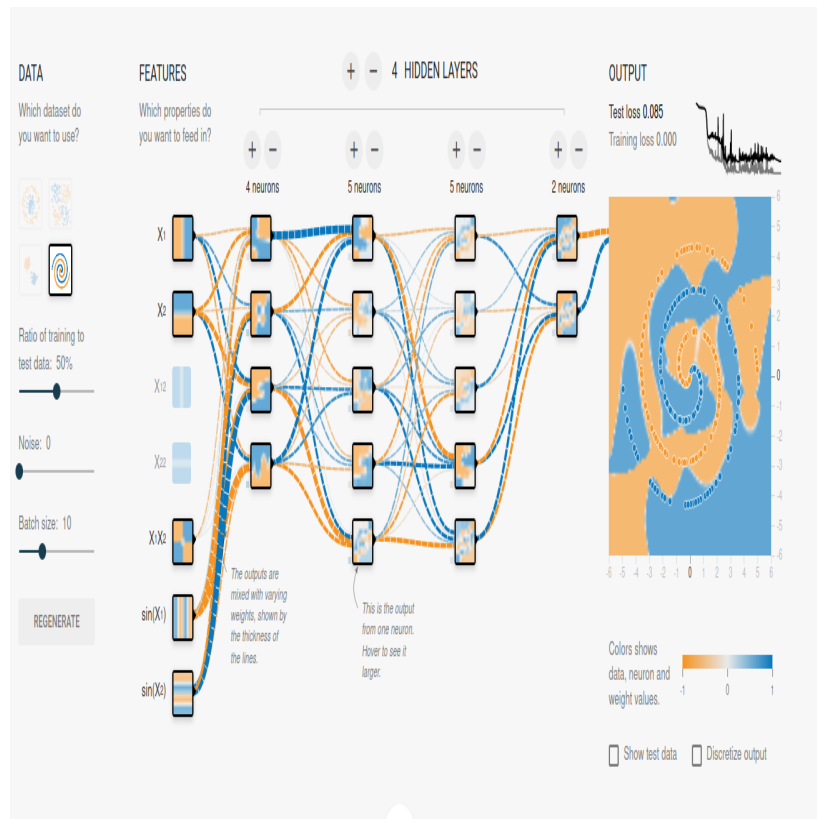 DATA
Which dataset do
you want to use?
Ratio of training to
test data: 50%
Noise: 0
Batch size: 10
REGENERATE
FEATURES
Which properties do
you want to feed in?
X1
X2
X12
X22
X1X2
sin(X1)
sin(X2)
+ − 4 HIDDEN LAYERS
+ −
4 neurons
+ −
5 neurons
+ −
5 neurons
+ −
2 neurons
The outputs are
mixed with varying
weights, shown by
the thickness of
the lines.
This is the output
from one neuron.
Hover to see it
larger.
OUTPUT
Test loss 0.085
Training loss 0.000
6
5
4
3
2
1
0
-1
-2
-3
-4
-5
-6
-6 -5 -4 -3 -2 -1 0 1 2 3 4 5 6
Colors shows
data, neuron and
weight values.
-1 0 1
Show test data Discretize output